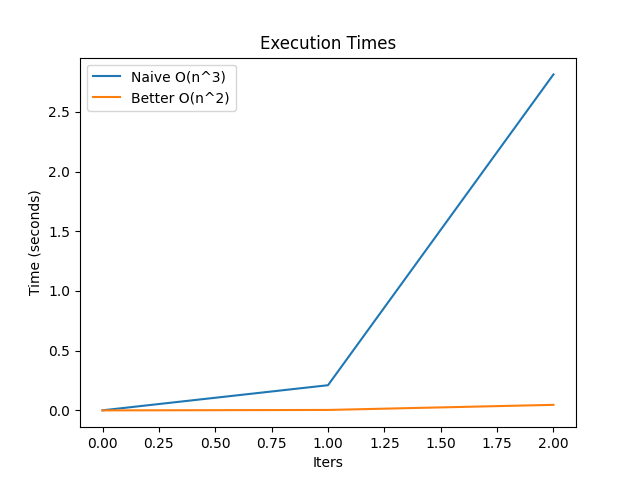 Execution Times
Naive O(n^3)
Better O(n^2)
Time (seconds)
2.5
2.0
1.5
1.0
0.5
0.0
0.00 0.25 0.50 0.75 1.00 1.25 1.50 1.75 2.00
Iters